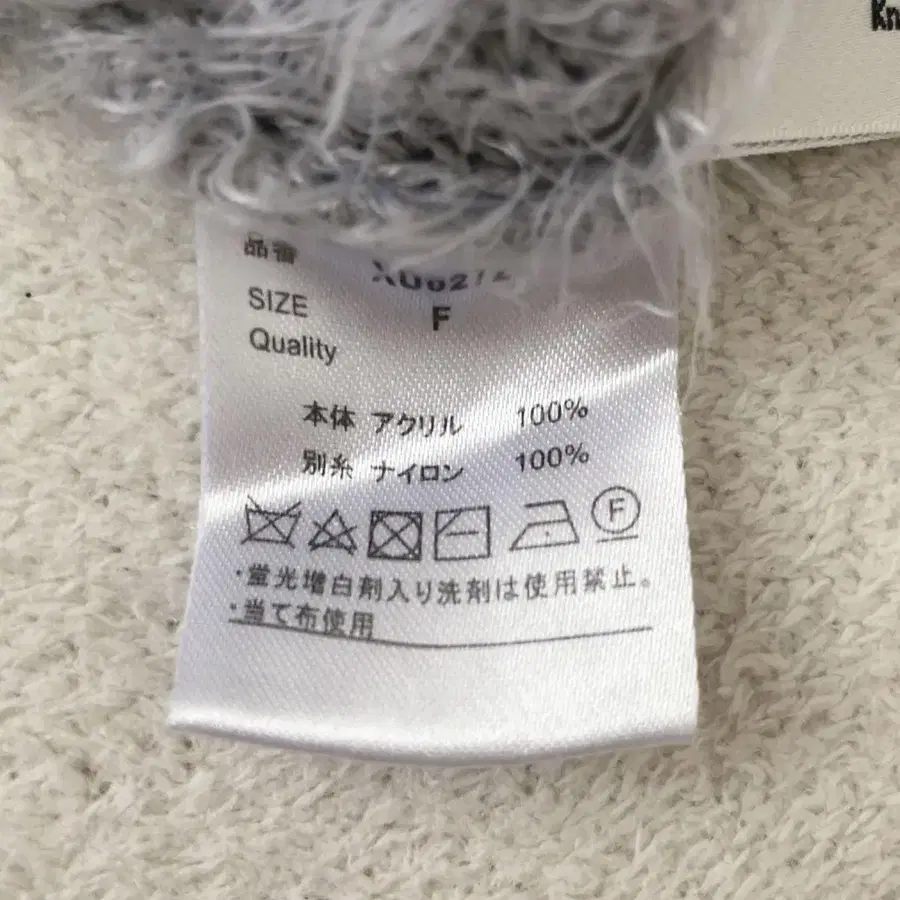 Kn
品番
SIZE F
Quality
本体 アクリル 100%
別糸 ナイロン 100%
F
・蛍光増白剤入り洗剤は使用禁止。
・当て布使用